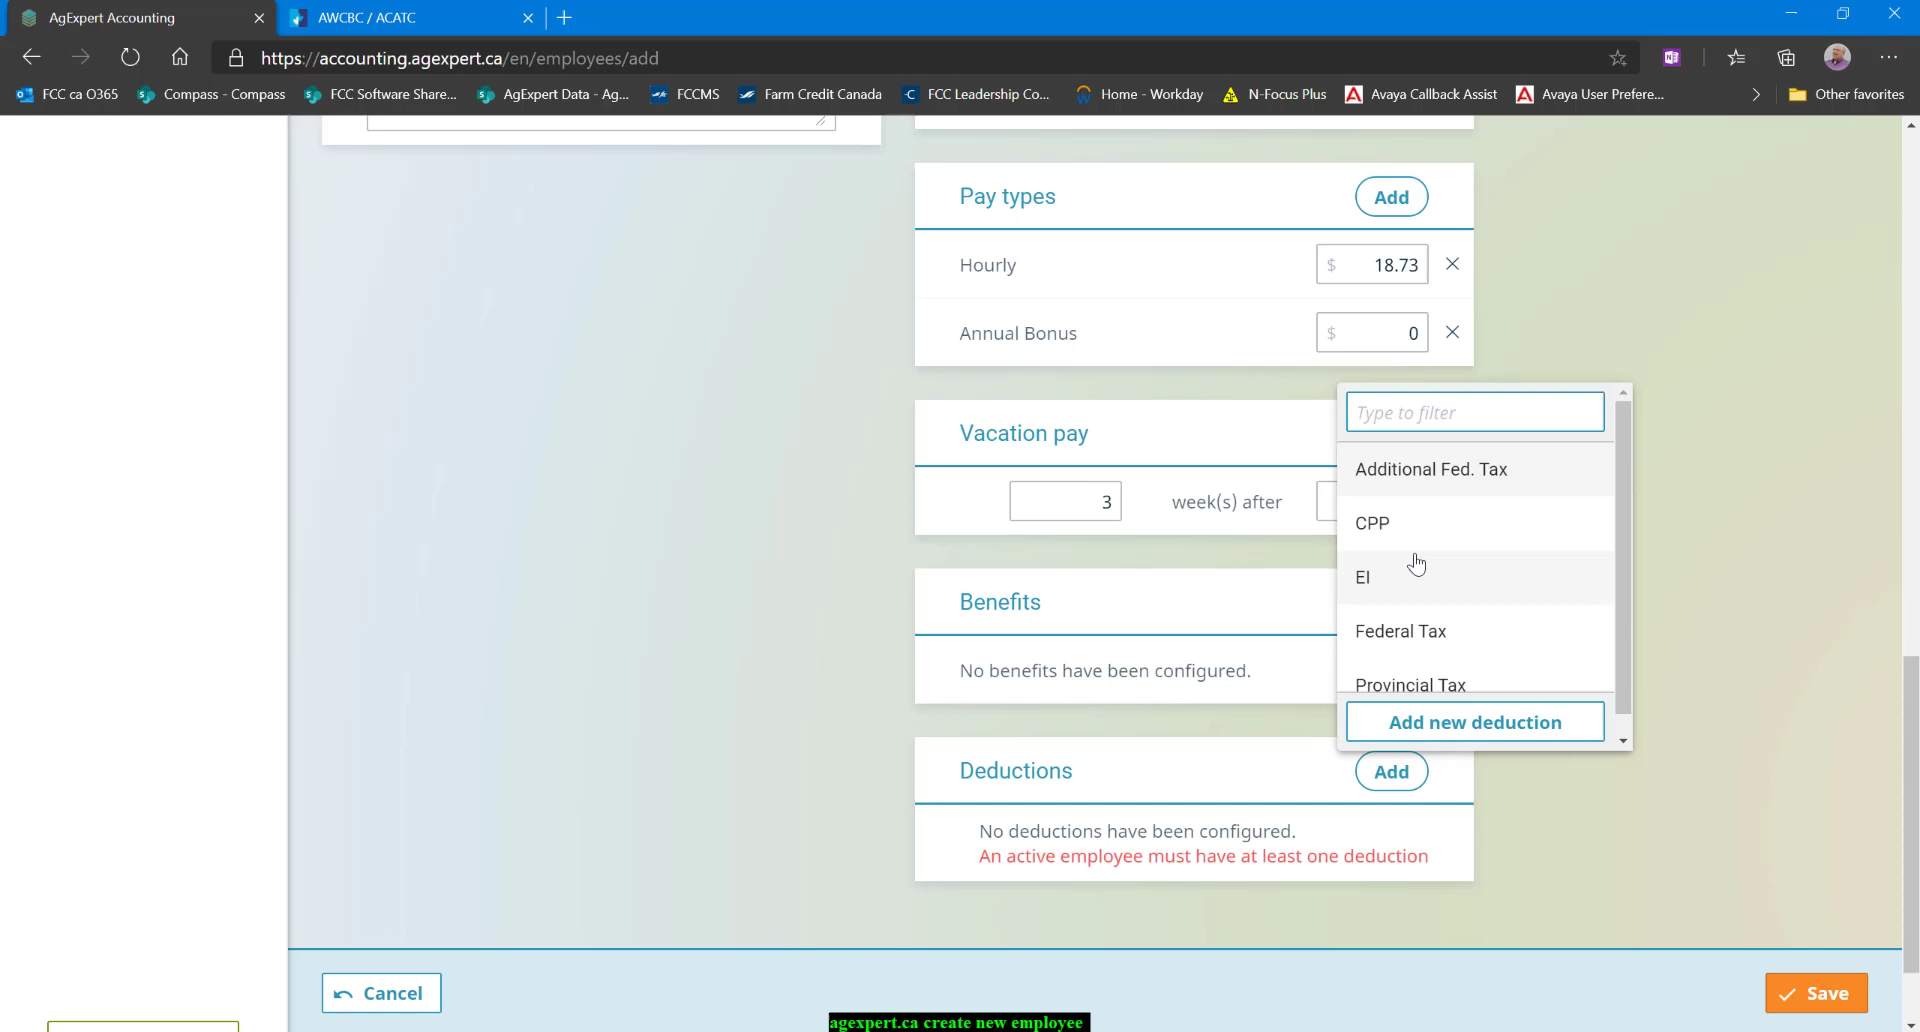 AgExpert Accounting
AWCBC / ACATC
https://accounting.agexpert.ca/en/employees/add
FCC ca O365
Compass - Compass
FCC Software Share...
AgExpert Data - Ag...
FCCMS
Farm Credit Canada
FCC Leadership Co...
Home - Workday
N-Focus Plus
Avaya Callback Assist
Avaya User Prefere...
Other favorites
Pay types
Add
Hourly
$ 18.73
Annual Bonus
$ 0
Vacation pay
3 week(s) after
Type to filter
Additional Fed. Tax
CPP
EI
Federal Tax
Provincial Tax
Add new deduction
Benefits
No benefits have been configured.
Deductions
Add
No deductions have been configured.
An active employee must have at least one deduction
Cancel
Save
agexpert.ca create new employee